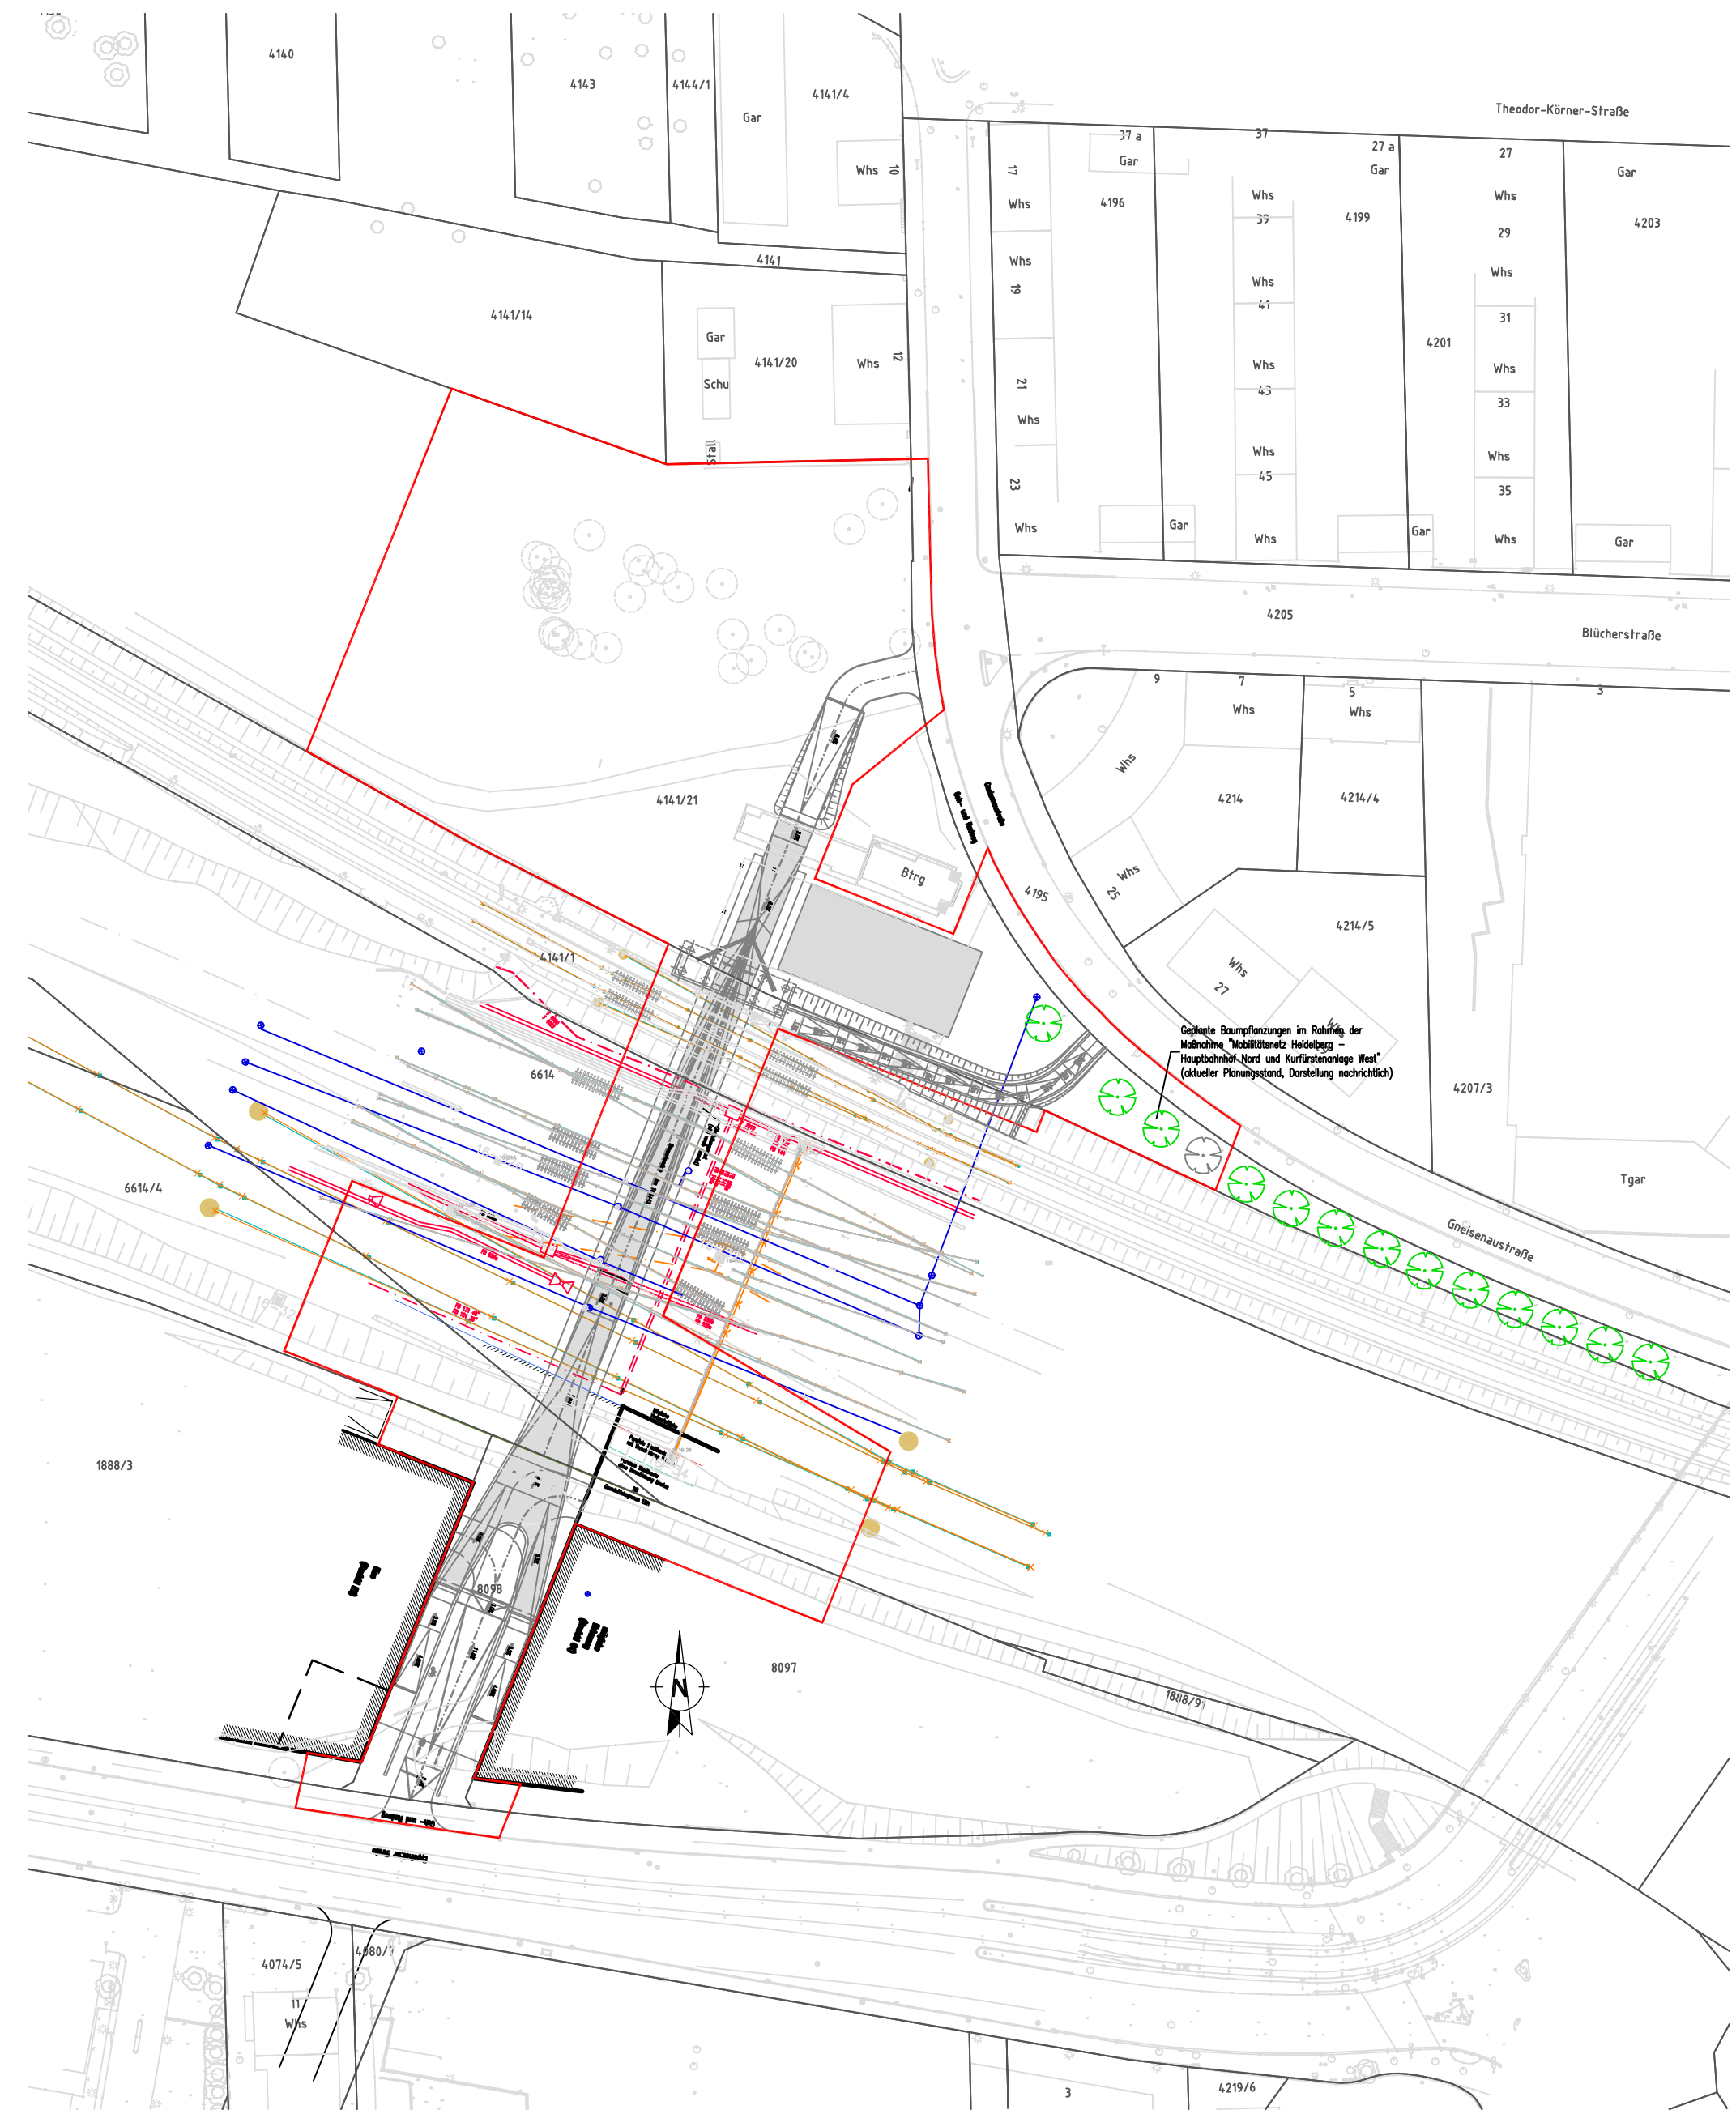 4140
4143
4144/1
4141/4
Gar
Theodor-Körner-Straße
37 a
Gar
37
27 a
Gar
27
Gar
Whs
10
17
Whs
4196
Whs
39
4199
Whs
29
4203
4141
Whs
19
Whs
41
Whs
31
4141/14
Gar
4141/20
Whs
12
Schu
21
Whs
Whs
43
4201
Whs
33
Stall
23
Whs
Whs
45
Whs
35
Gar
Whs
Gar
Whs
Gar
4205
Blücherstraße
9
7
5
3
Whs
Whs
Whs
4214
4214/4
4141/21
Btrg
4195
Whs
25
4214/5
Whs
27
Whs
4141/1
Geplante Baumpflanzungen im Rahmen der
Maßnahme "Mobilitätsnetz Heidelberg –
Hauptbahnhof Nord und Kurfürstenanlage West"
(aktueller Planungsstand, Darstellung nachrichtlich)
6614
4207/3
6614/4
Tgar
Gneisenaustraße
1888/3
8098
8097
N
1888/9
4074/5
4080/
11
Whs
3
4219/6